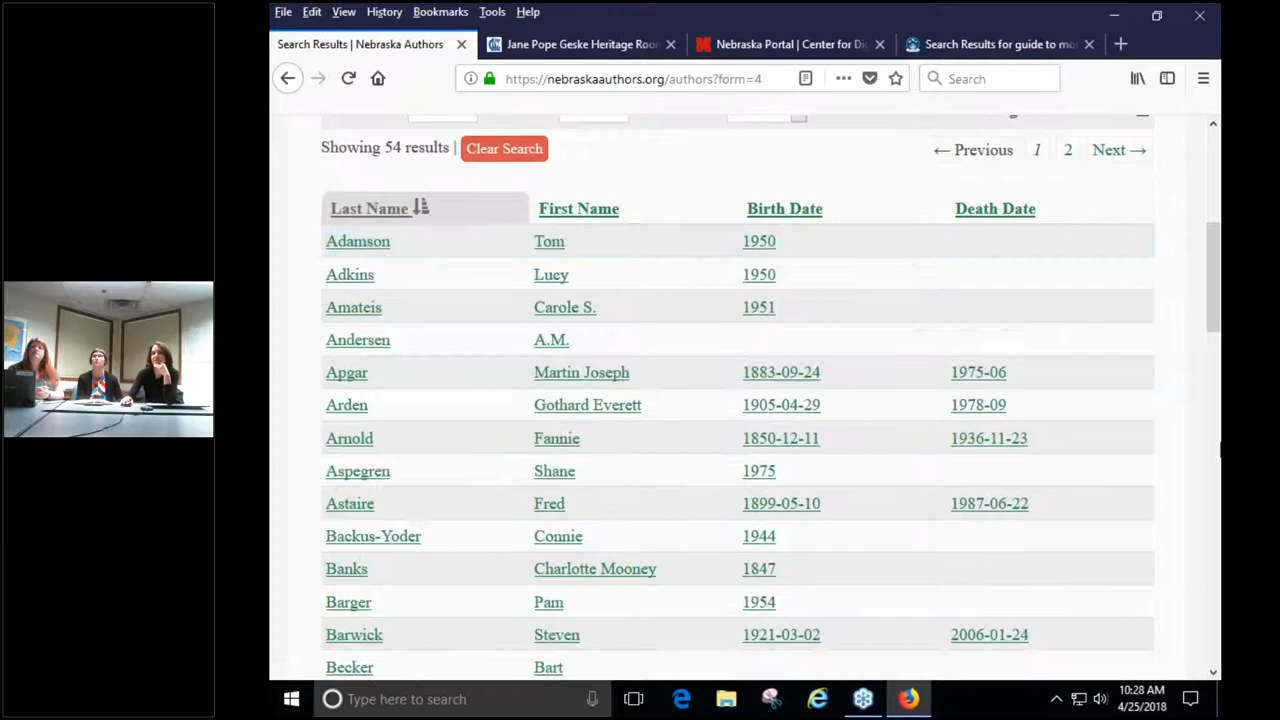 File Edit View History Bookmarks Tools Help
Search Results | Nebraska Authors
Jane Pope Geske Heritage Roo
Nebraska Portal | Center for Di
Search Results for guide to mo
https://nebraskaauthors.org/authors?form=4
Search
Showing 54 results | Clear Search
← Previous 1 2 Next →
Last Name First Name Birth Date Death Date
Adamson Tom 1950
Adkins Lucy 1950
Amateis Carole S. 1951
Andersen A.M.
Apgar Martin Joseph 1883-09-24 1975-06
Arden Gothard Everett 1905-04-29 1978-09
Arnold Fannie 1850-12-11 1936-11-23
Aspegren Shane 1975
Astaire Fred 1899-05-10 1987-06-22
Backus-Yoder Connie 1944
Banks Charlotte Mooney 1847
Barger Pam 1954
Barwick Steven 1921-03-02 2006-01-24
Becker Bart
Type here to search
10:28 AM
4/25/2018